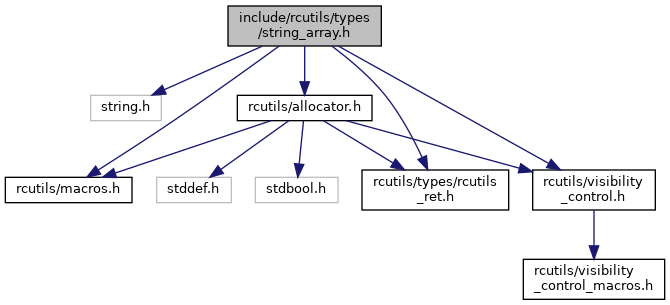 include/rcutils/types
/string_array.h
string.h
rcutils/allocator.h
rcutils/macros.h
stddef.h
stdbool.h
rcutils/types/rcutils
_ret.h
rcutils/visibility
_control.h
rcutils/visibility
_control_macros.h